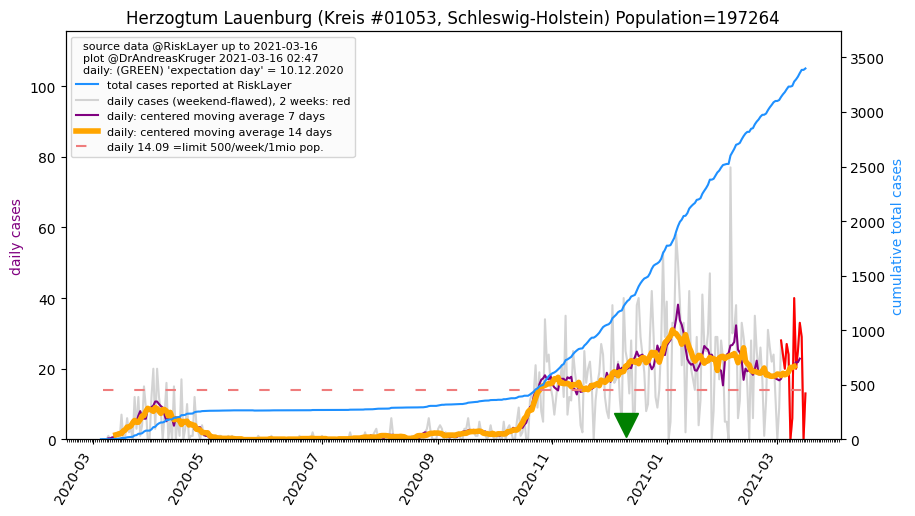 Herzogtum Lauenburg (Kreis #01053, Schleswig-Holstein) Population=197264
source data @RiskLayer up to 2021-03-16
plot @DrAndreasKruger 2021-03-16 02:47
daily: (GREEN) 'expectation day' = 10.12.2020
total cases reported at RiskLayer
daily cases (weekend-flawed), 2 weeks: red
daily: centered moving average 7 days
daily: centered moving average 14 days
daily 14.09 =limit 500/week/1mio pop.
daily cases
100
80
60
40
20
0
cumulative total cases
3500
3000
2500
2000
1500
1000
500
0
2020-03
2020-05
2020-07
2020-09
2020-11
2021-01
2021-03